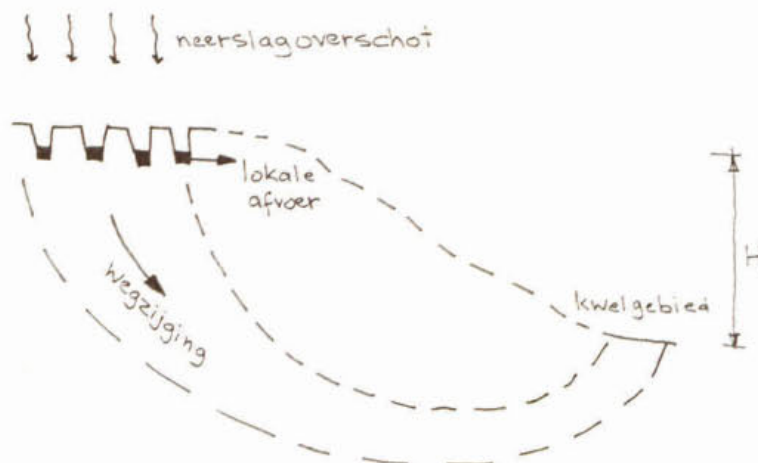 neerslagoverschot
lokale
afvoer
H
wegzijging
kwelgebied